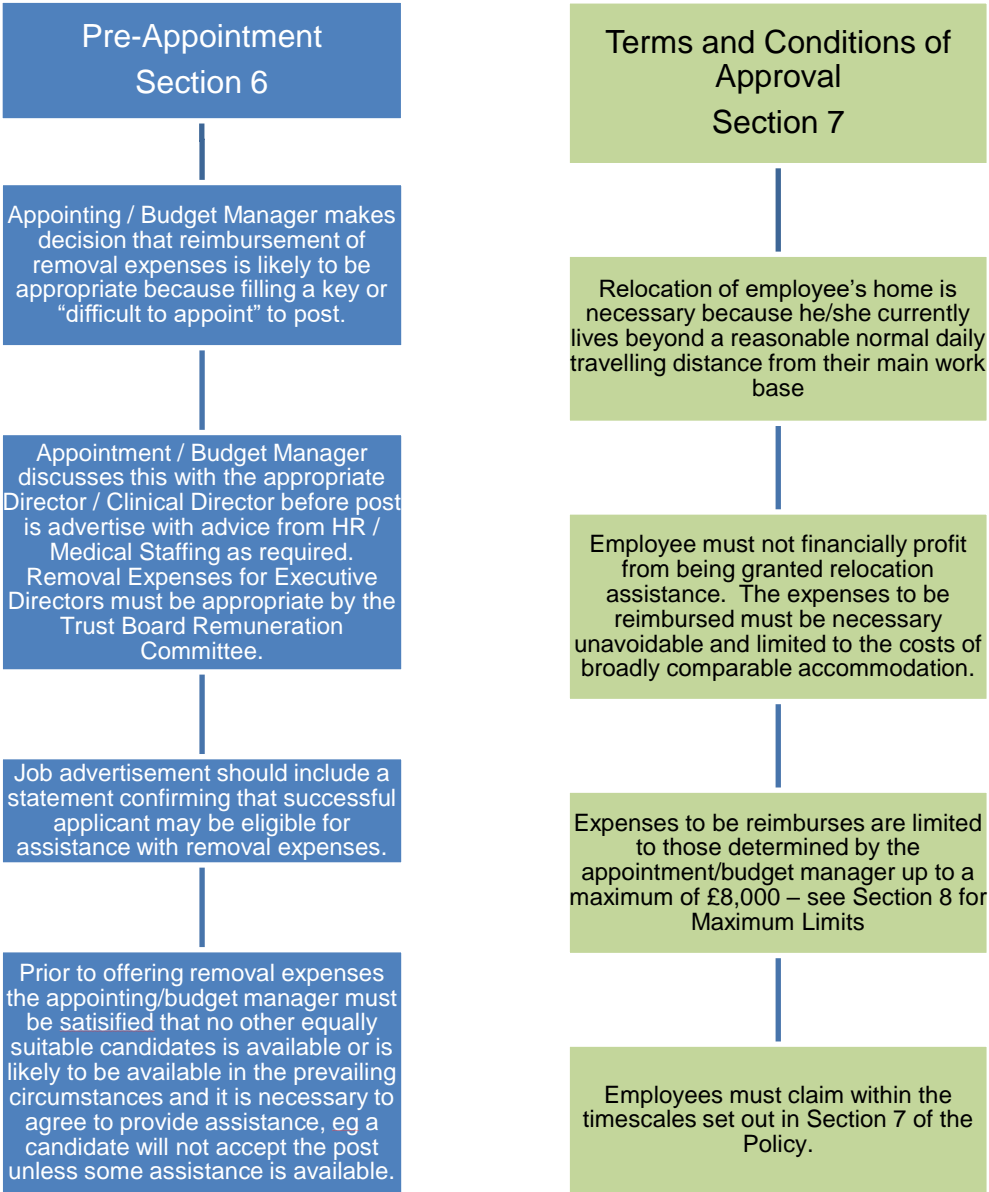 Pre-Appointment
Section 6
Appointing / Budget Manager makes
decision that reimbursement of
removal expenses is likely to be
appropriate because filling a key or
“difficult to appoint” to post.
Appointment / Budget Manager
discusses this with the appropriate
Director / Clinical Director before post
is advertise with advice from HR /
Medical Staffing as required.
Removal Expenses for Executive
Directors must be appropriate by the
Trust Board Remuneration
Committee.
Job advertisement should include a
statement confirming that successful
applicant may be eligible for
assistance with removal expenses.
Prior to offering removal expenses
the appointing/budget manager must
be satisified that no other equally
suitable candidates is available or is
likely to be available in the prevailing
circumstances and it is necessary to
agree to provide assistance, eg a
candidate will not accept the post
unless some assistance is available.
Terms and Conditions of
Approval
Section 7
Relocation of employee’s home is
necessary because he/she currently
lives beyond a reasonable normal daily
travelling distance from their main work
base
Employee must not financially profit
from being granted relocation
assistance.  The expenses to be
reimbursed must be necessary
unavoidable and limited to the costs of
broadly comparable accommodation.
Expenses to be reimburses are limited
to those determined by the
appointment/budget manager up to a
maximum of £8,000 – see Section 8 for
Maximum Limits
Employees must claim within the
timescales set out in Section 7 of the
Policy.